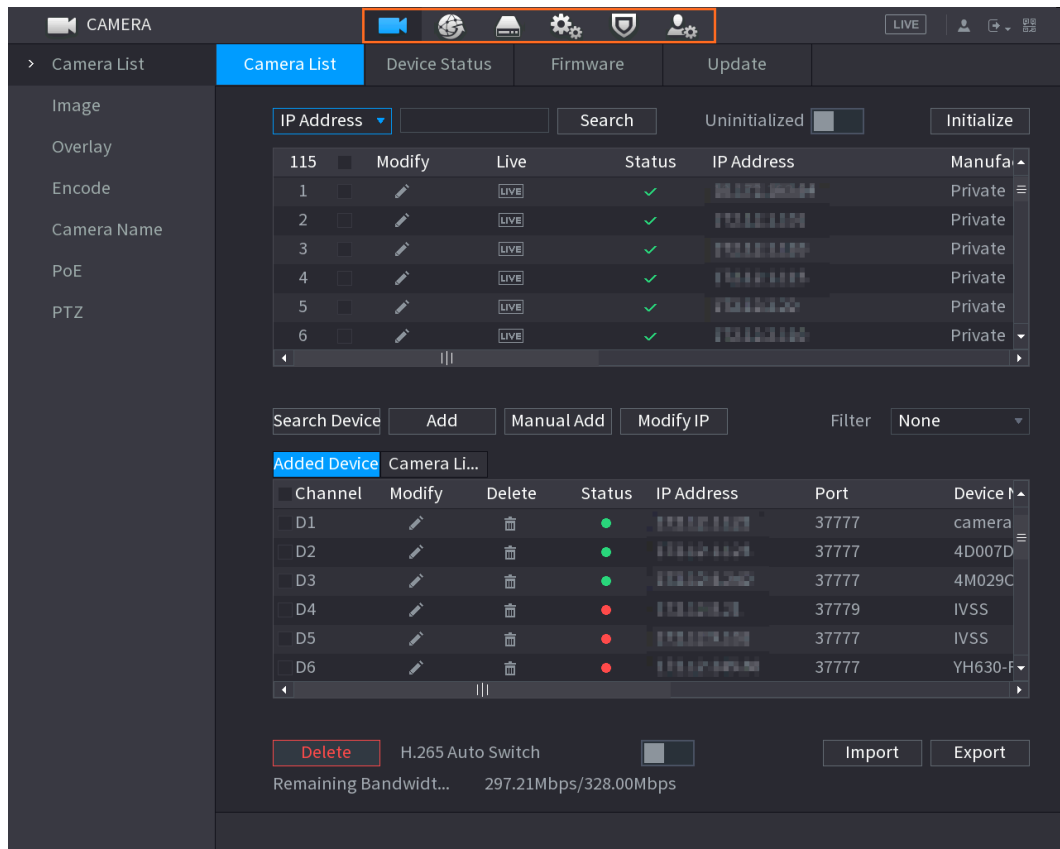 CAMERA LIVE
Camera List Camera List Device Status Firmware Update
Image
Overlay
Encode
Camera Name
PoE
PTZ
IP Address Search Uninitialized Initialize
115 Modify Live Status IP Address Manufa
1 LIVE Private
2 LIVE Private
3 LIVE Private
4 LIVE Private
5 LIVE Private
6 LIVE Private
Search Device Add Manual Add Modify IP Filter None
Added Device Camera Li...
Channel Modify Delete Status IP Address Port Device
D1 37777 camera
D2 37777 4D007D
D3 37777 4M029C
D4 37779 IVSS
D5 37777 IVSS
D6 37777 YH630-F
Delete H.265 Auto Switch Import Export
Remaining Bandwidt... 297.21Mbps/328.00Mbps